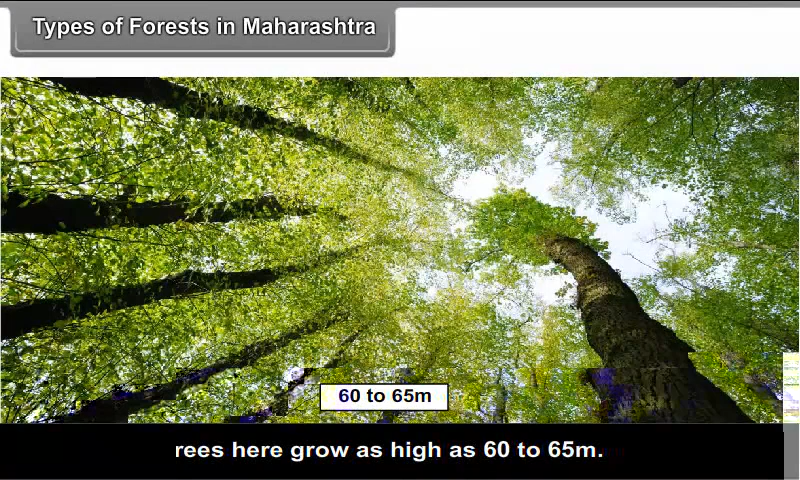 Types of Forests in Maharashtra
60 to 65m
rees here grow as high as 60 to 65m.